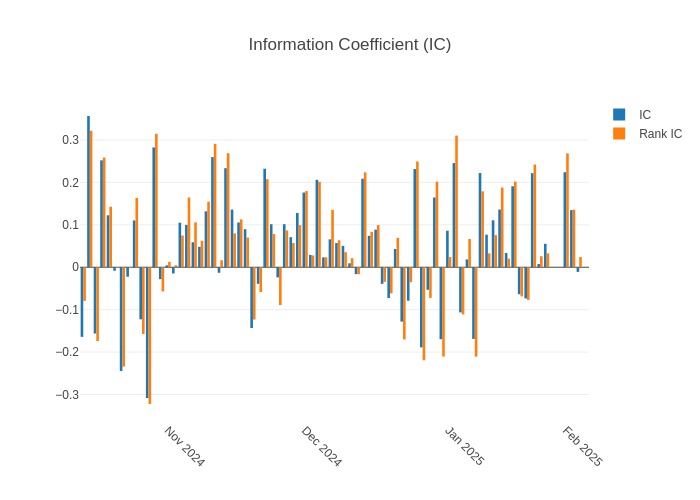 Information Coefficient (IC)
IC
Rank IC
0.3
0.2
0.1
0
−0.1
−0.2
−0.3
Nov 2024
Dec 2024
Jan 2025
Feb 2025